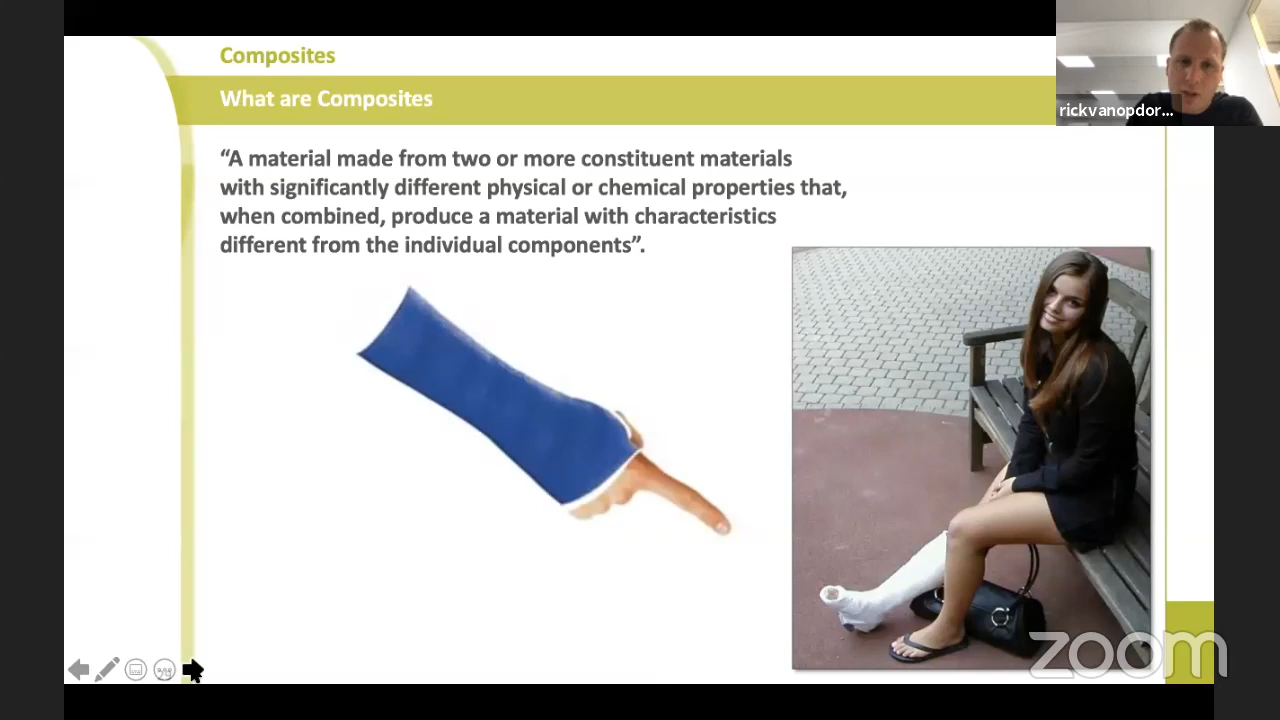 Composites
What are Composites
rickvanopdor...
“A material made from two or more constituent materials
with significantly different physical or chemical properties that,
when combined, produce a material with characteristics
different from the individual components”.
zoom